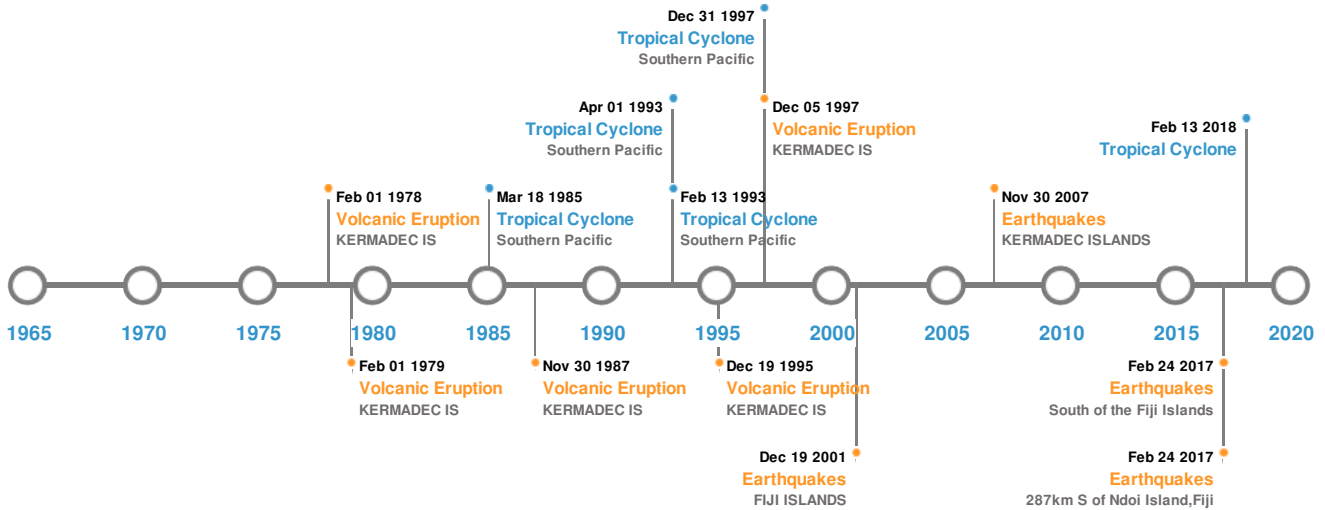 Dec 31 1997
Tropical Cyclone
Southern Pacific
Apr 01 1993
Tropical Cyclone
Southern Pacific
Dec 05 1997
Volcanic Eruption
KERMADEC IS
Feb 13 2018
Tropical Cyclone
Feb 01 1978
Volcanic Eruption
KERMADEC IS
Mar 18 1985
Tropical Cyclone
Southern Pacific
Feb 13 1993
Tropical Cyclone
Southern Pacific
Nov 30 2007
Earthquakes
KERMADEC ISLANDS
1965 1970 1975 1980 1985 1990 1995 2000 2005 2010 2015 2020
Feb 01 1979
Volcanic Eruption
KERMADEC IS
Nov 30 1987
Volcanic Eruption
KERMADEC IS
Dec 19 1995
Volcanic Eruption
KERMADEC IS
Feb 24 2017
Earthquakes
South of the Fiji Islands
Dec 19 2001
Earthquakes
FIJI ISLANDS
Feb 24 2017
Earthquakes
287km S of Ndoi Island,Fiji